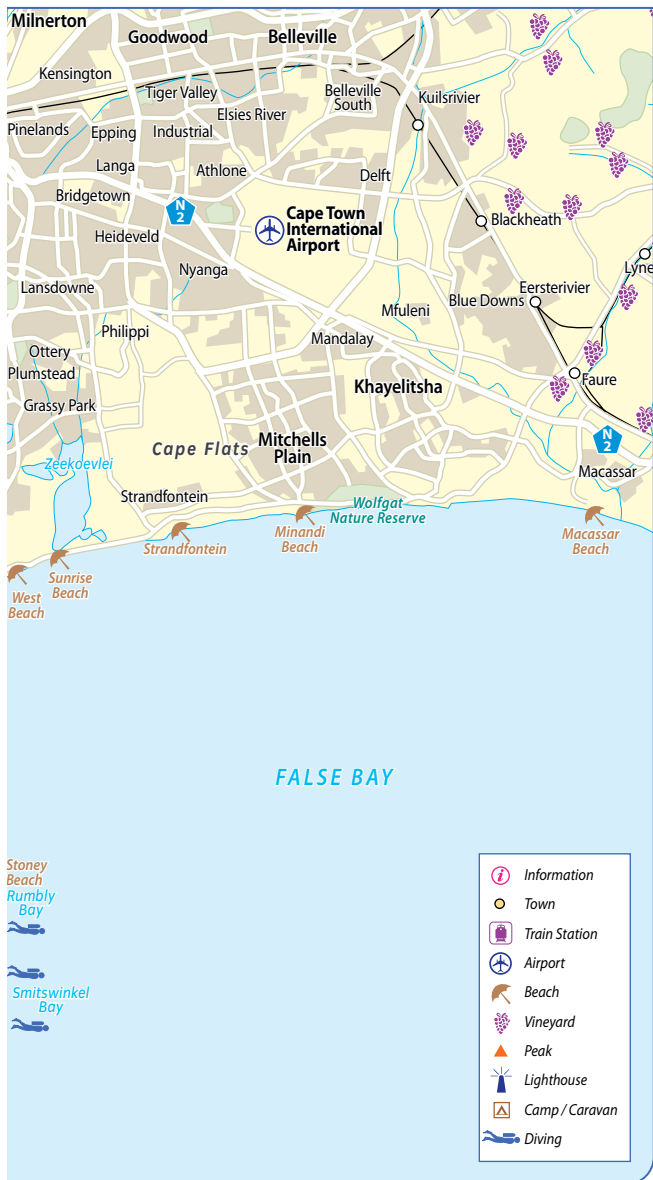 Milnerton
Goodwood
Belleville
Kensington
Tiger Valley
Belleville
South
Kuilsrivier
Elsies River
Pinelands
Epping
Industrial
Langa
Athlone
Delft
Bridgetown
N
2
Cape Town
International
Airport
Blackheath
Heideveld
Nyanga
Lyne
Lansdowne
Eersterivier
Blue Downs
Mfuleni
Philippi
Mandalay
Ottery
Plumstead
Faure
Khayelitsha
Grassy Park
N
2
Cape Flats
Mitchells
Plain
Zeekoevlei
Macassar
Strandfontein
Wolfgat
Nature Reserve
Minandi
Beach
Macassar
Beach
Strandfontein
Sunrise
Beach
West
Beach
FALSE BAY
Stoney
Beach
Rumbly
Bay
Smitswinkel
Bay
i
Information
Town
Train Station
Airport
Beach
Vineyard
Peak
Lighthouse
Camp / Caravan
Diving